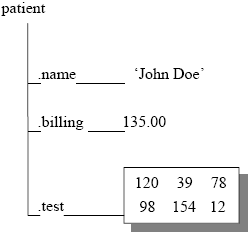 patient
.name ‘John Doe’
.billing 135.00
120 39 78
.test 98 154 12